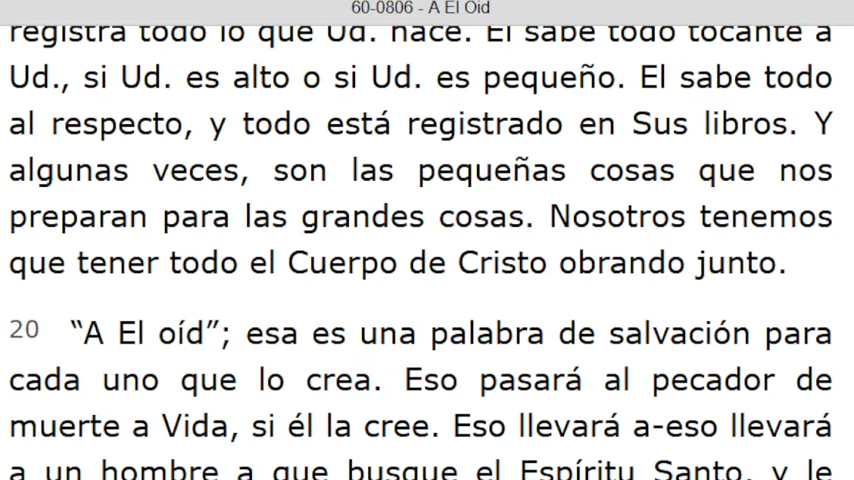 60-0806 - A El Oid
registra todo lo que Ud. hace. El sabe todo tocante a
Ud., si Ud. es alto o si Ud. es pequeño. El sabe todo
al respecto, y todo está registrado en Sus libros. Y
algunas veces, son las pequeñas cosas que nos
preparan para las grandes cosas. Nosotros tenemos
que tener todo el Cuerpo de Cristo obrando junto.
20 “A El oíd”; esa es una palabra de salvación para
cada uno que lo crea. Eso pasará al pecador de
muerte a Vida, si él la cree. Eso llevará a-eso llevará
a un hombre a que busque el Espíritu Santo, y le